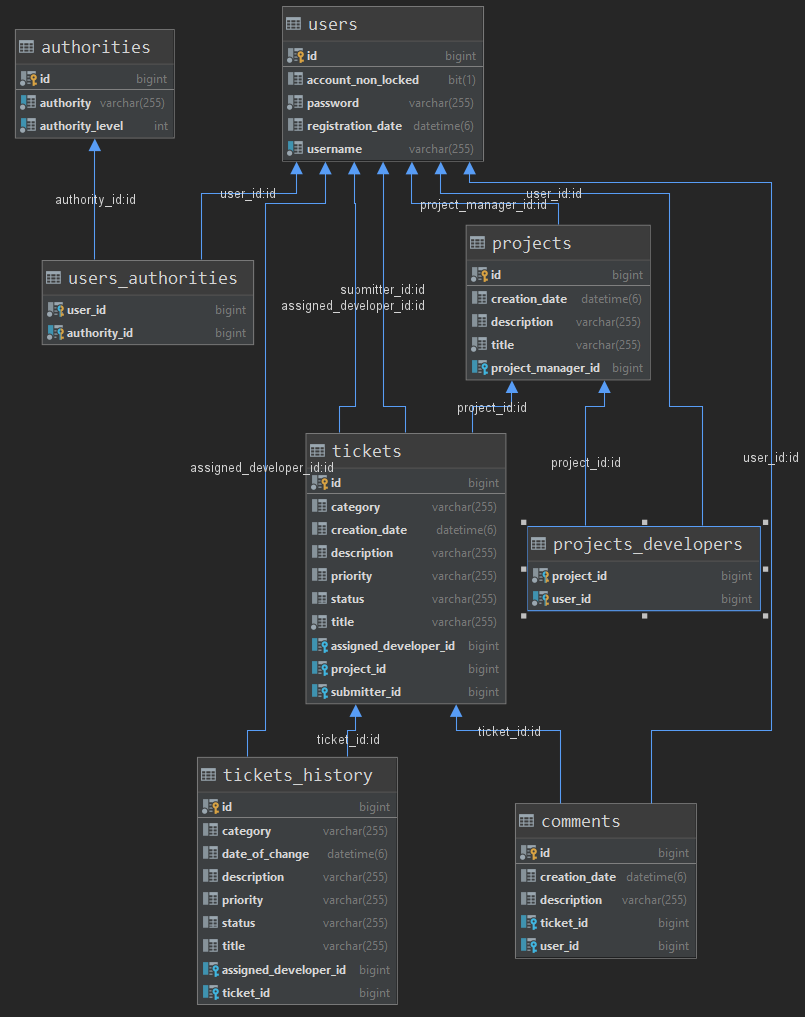 authorities
id bigint
authority varchar(255)
authority_level int
users
id bigint
account_non_locked bit(1)
password varchar(255)
registration_date datetime(6)
username varchar(255)
authority_id:id
user_id:id
user_id:id
project_manager_id:id
users_authorities
user_id bigint
authority_id bigint
submitter_id:id
assigned_developer_id:id
projects
id bigint
creation_date datetime(6)
description varchar(255)
title varchar(255)
project_manager_id bigint
project_id:id
assigned_developer_id:id
project_id:id
user_id:id
tickets
id bigint
category varchar(255)
creation_date datetime(6)
description varchar(255)
priority varchar(255)
status varchar(255)
title varchar(255)
assigned_developer_id bigint
project_id bigint
submitter_id bigint
projects_developers
project_id bigint
user_id bigint
ticket_id:id
ticket_id:id
tickets_history
id bigint
category varchar(255)
date_of_change datetime(6)
description varchar(255)
priority varchar(255)
status varchar(255)
title varchar(255)
assigned_developer_id bigint
ticket_id bigint
comments
id bigint
creation_date datetime(6)
description varchar(255)
ticket_id bigint
user_id bigint